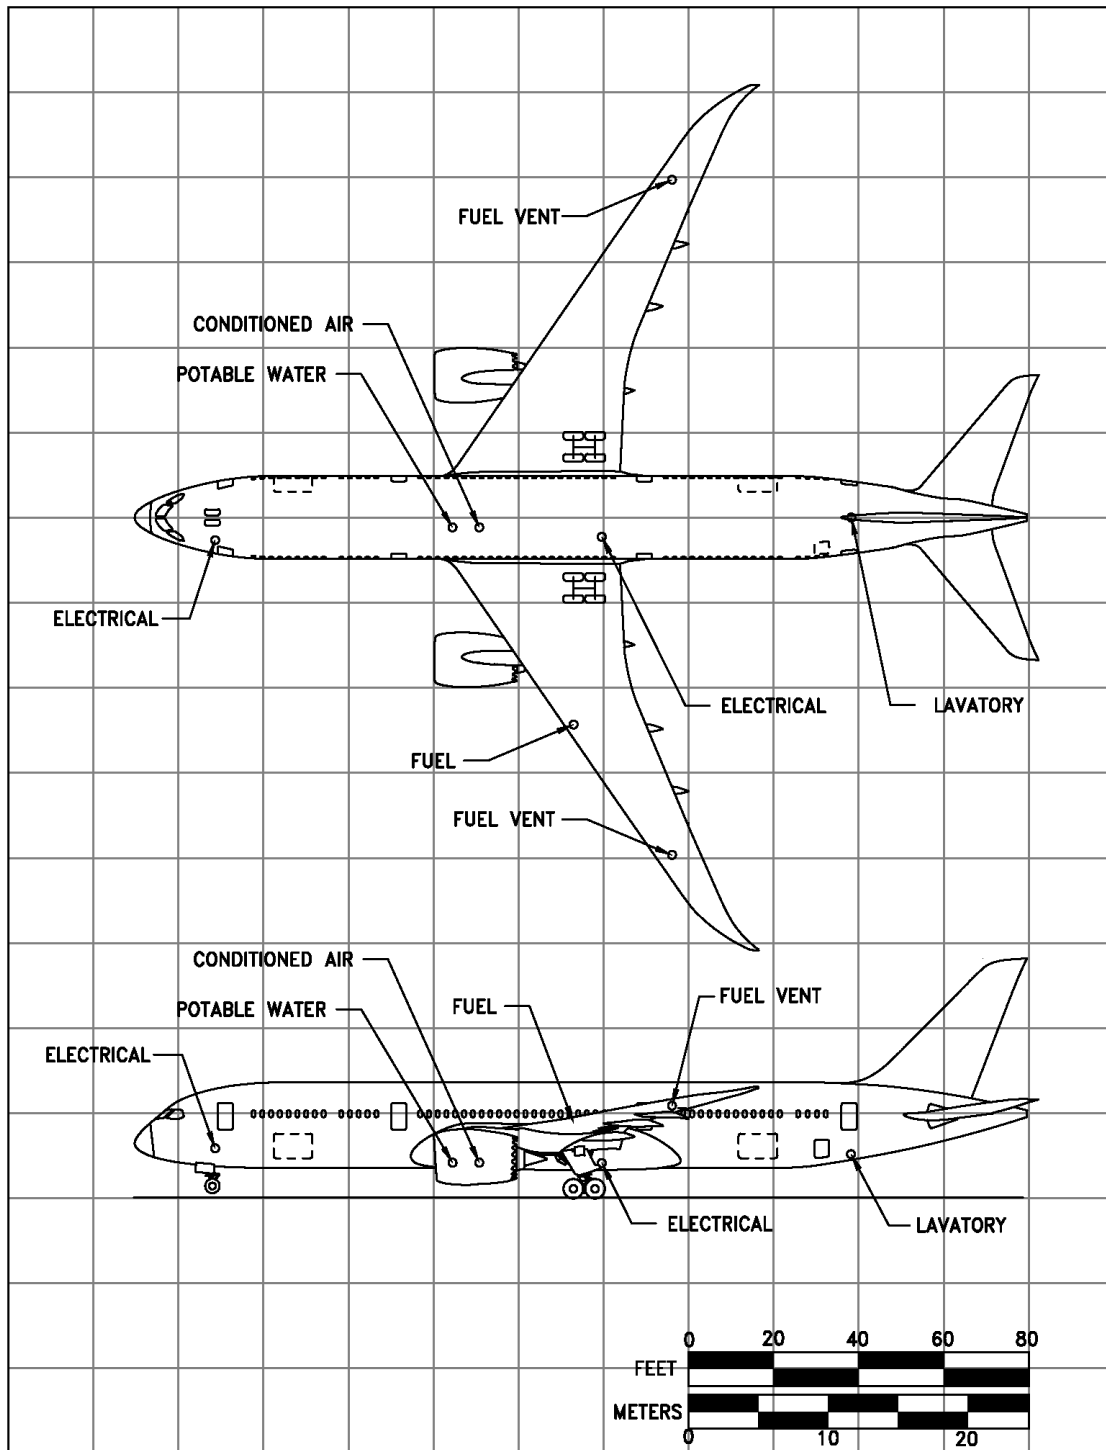 FUEL VENT
CONDITIONED AIR
POTABLE WATER
ELECTRICAL
ELECTRICAL
LAVATORY
FUEL
FUEL VENT
CONDITIONED AIR
POTABLE WATER
FUEL
FUEL VENT
ELECTRICAL
ELECTRICAL
LAVATORY
0 20 40 60 80
FEET
METERS
0 10 20